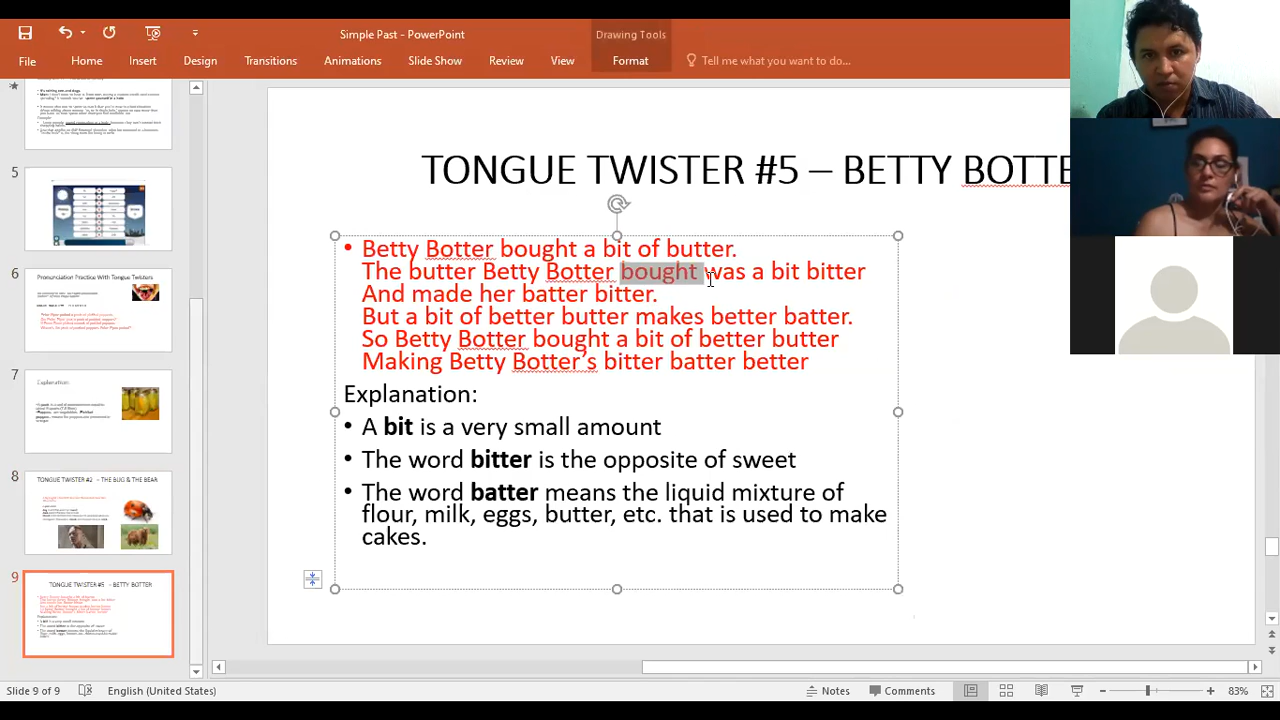 Simple Past - PowerPoint
Drawing Tools
File
Home
Insert
Design
Transitions
Animations
Slide Show
Review
View
Format
Tell me what you want to do...
5
6
Pronunciation Practice With Tongue Twisters
7
Explanation:
8
TONGUE TWISTER #2 – THE BUG & THE BEAR
9
TONGUE TWISTER #5 – BETTY BOTTER
TONGUE TWISTER #5 – BETTY BOTTE
• Betty Botter bought a bit of butter.
The butter Betty Botter bought was a bit bitter
And made her batter bitter.
But a bit of better butter makes better batter.
So Betty Botter bought a bit of better butter
Making Betty Botter's bitter batter better
Explanation:
• A bit is a very small amount
• The word bitter is the opposite of sweet
• The word batter means the liquid mixture of
flour, milk, eggs, butter, etc. that is used to make
cakes.
Slide 9 of 9
English (United States)
Notes
Comments
83%